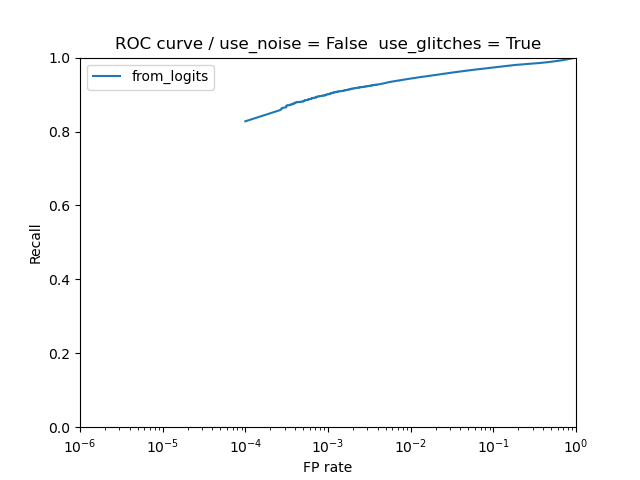 ROC curve / use_noise = False  use_glitches = True
from_logits
1.0
0.8
0.6
0.4
0.2
0.0
Recall
10⁻⁶ 10⁻⁵ 10⁻⁴ 10⁻³ 10⁻² 10⁻¹ 10⁰
FP rate